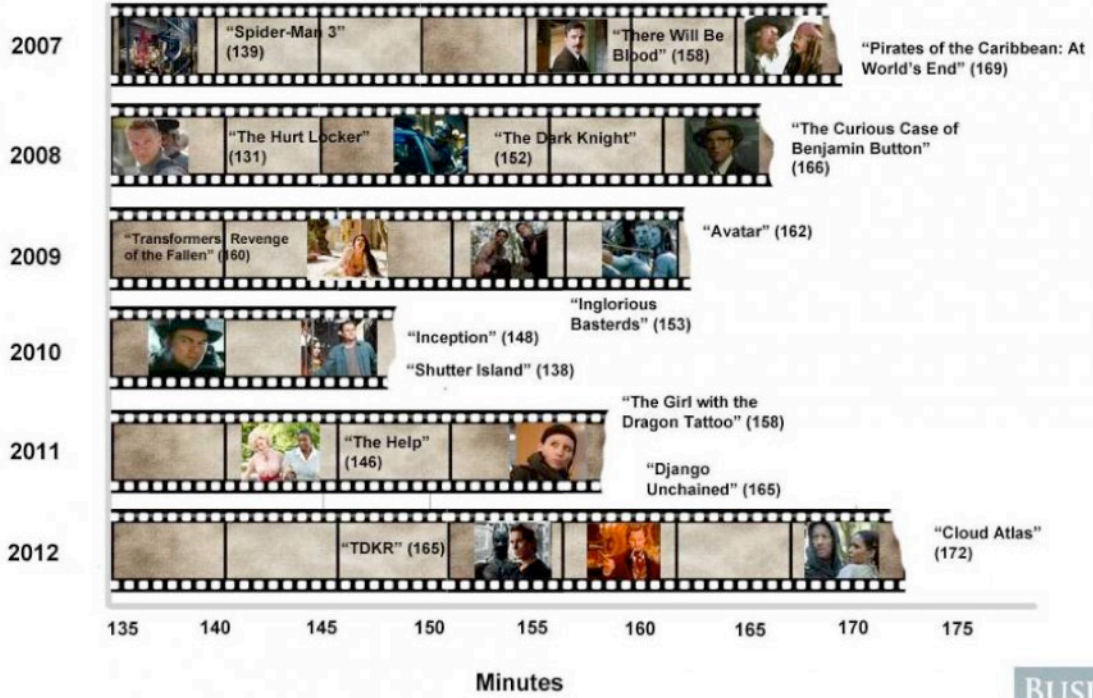 2007
“Spider-Man 3”
(139)
“There Will Be
Blood” (158)
“Pirates of the Caribbean: At
World’s End” (169)
2008
“The Hurt Locker”
(131)
“The Dark Knight”
(152)
“The Curious Case of
Benjamin Button”
(166)
2009
“Transformers: Revenge
of the Fallen” (160)
“Avatar” (162)
“Inglorious
Basterds” (153)
2010
“Inception” (148)
“Shutter Island” (138)
2011
“The Help”
(146)
“The Girl with the
Dragon Tattoo” (158)
“Django
Unchained” (165)
2012
“TDKR” (165)
“Cloud Atlas”
(172)
135 140 145 150 155 160 165 170 175
Minutes